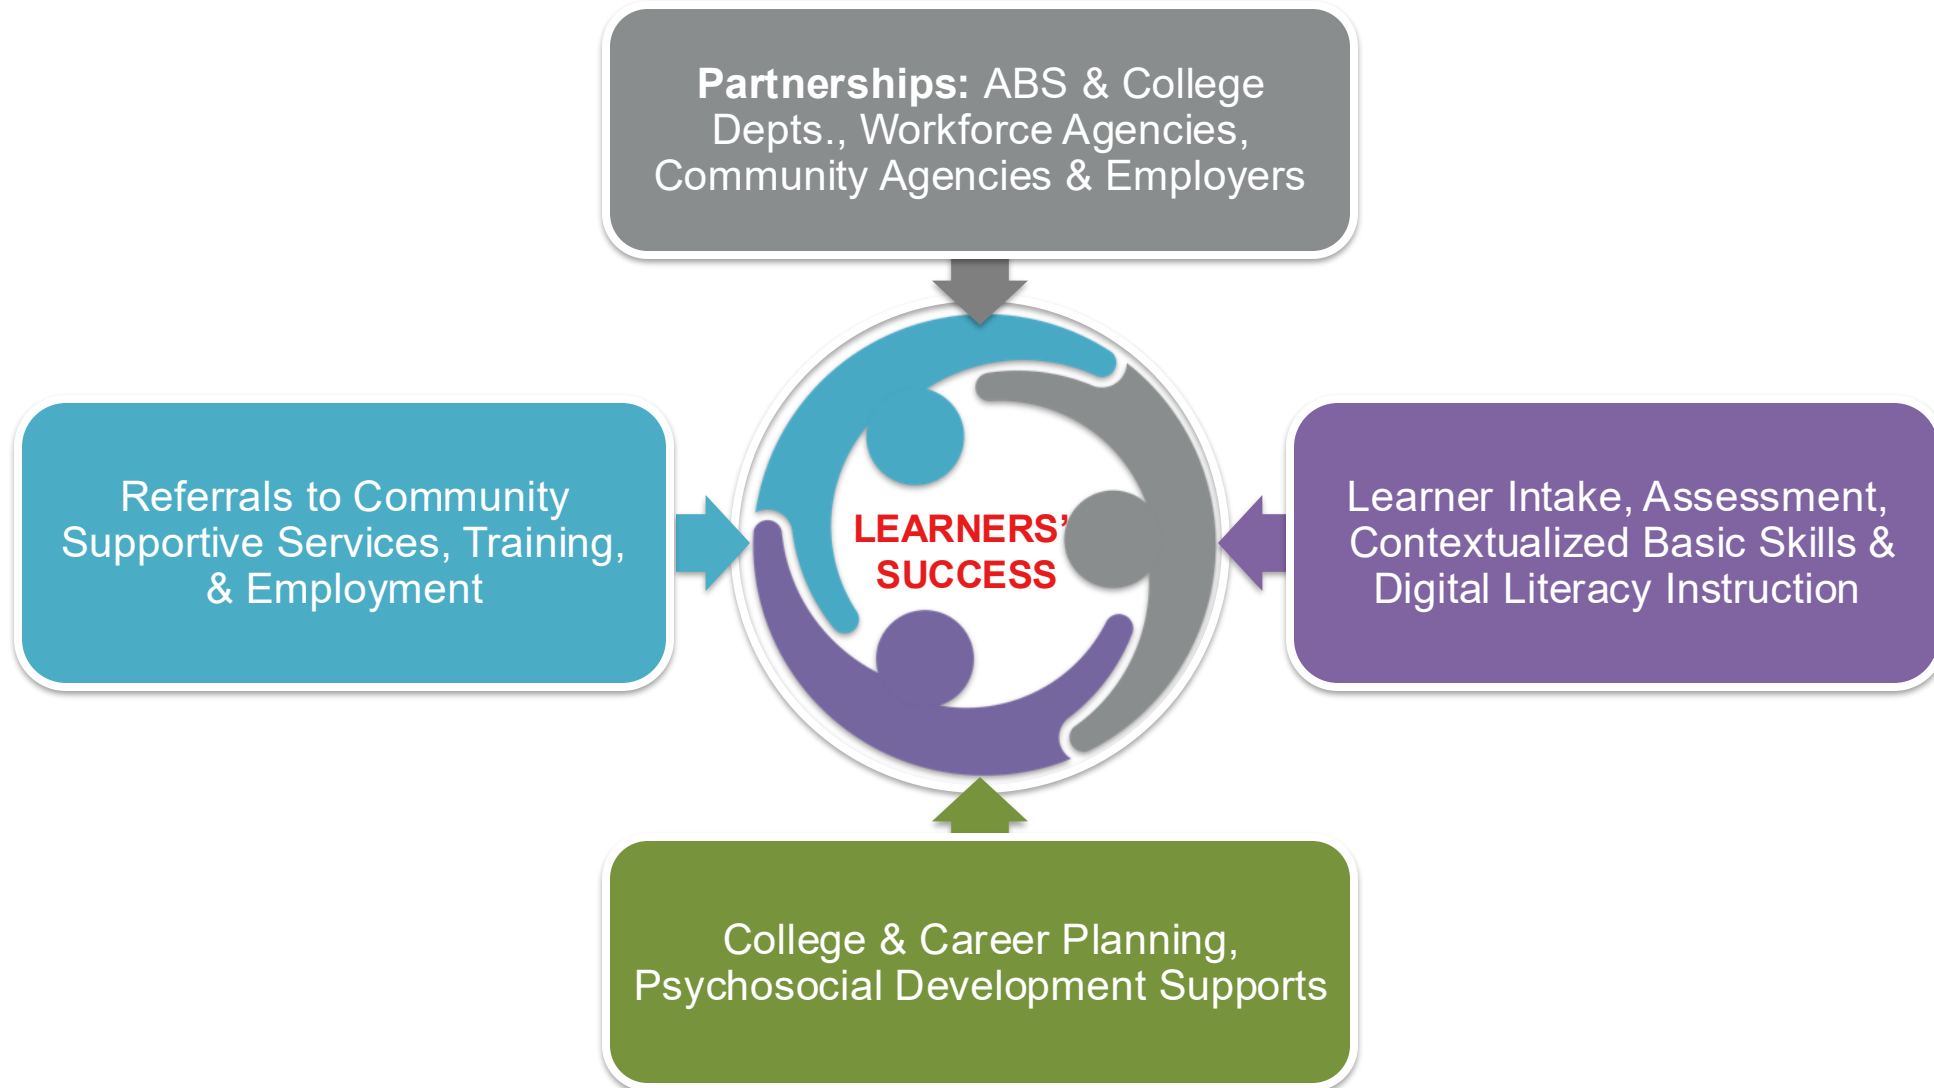 Partnerships: ABS & College
Depts., Workforce Agencies,
Community Agencies & Employers
Referrals to Community
Supportive Services, Training,
& Employment
LEARNERS'
SUCCESS
Learner Intake, Assessment,
Contextualized Basic Skills &
Digital Literacy Instruction
College & Career Planning,
Psychosocial Development Supports